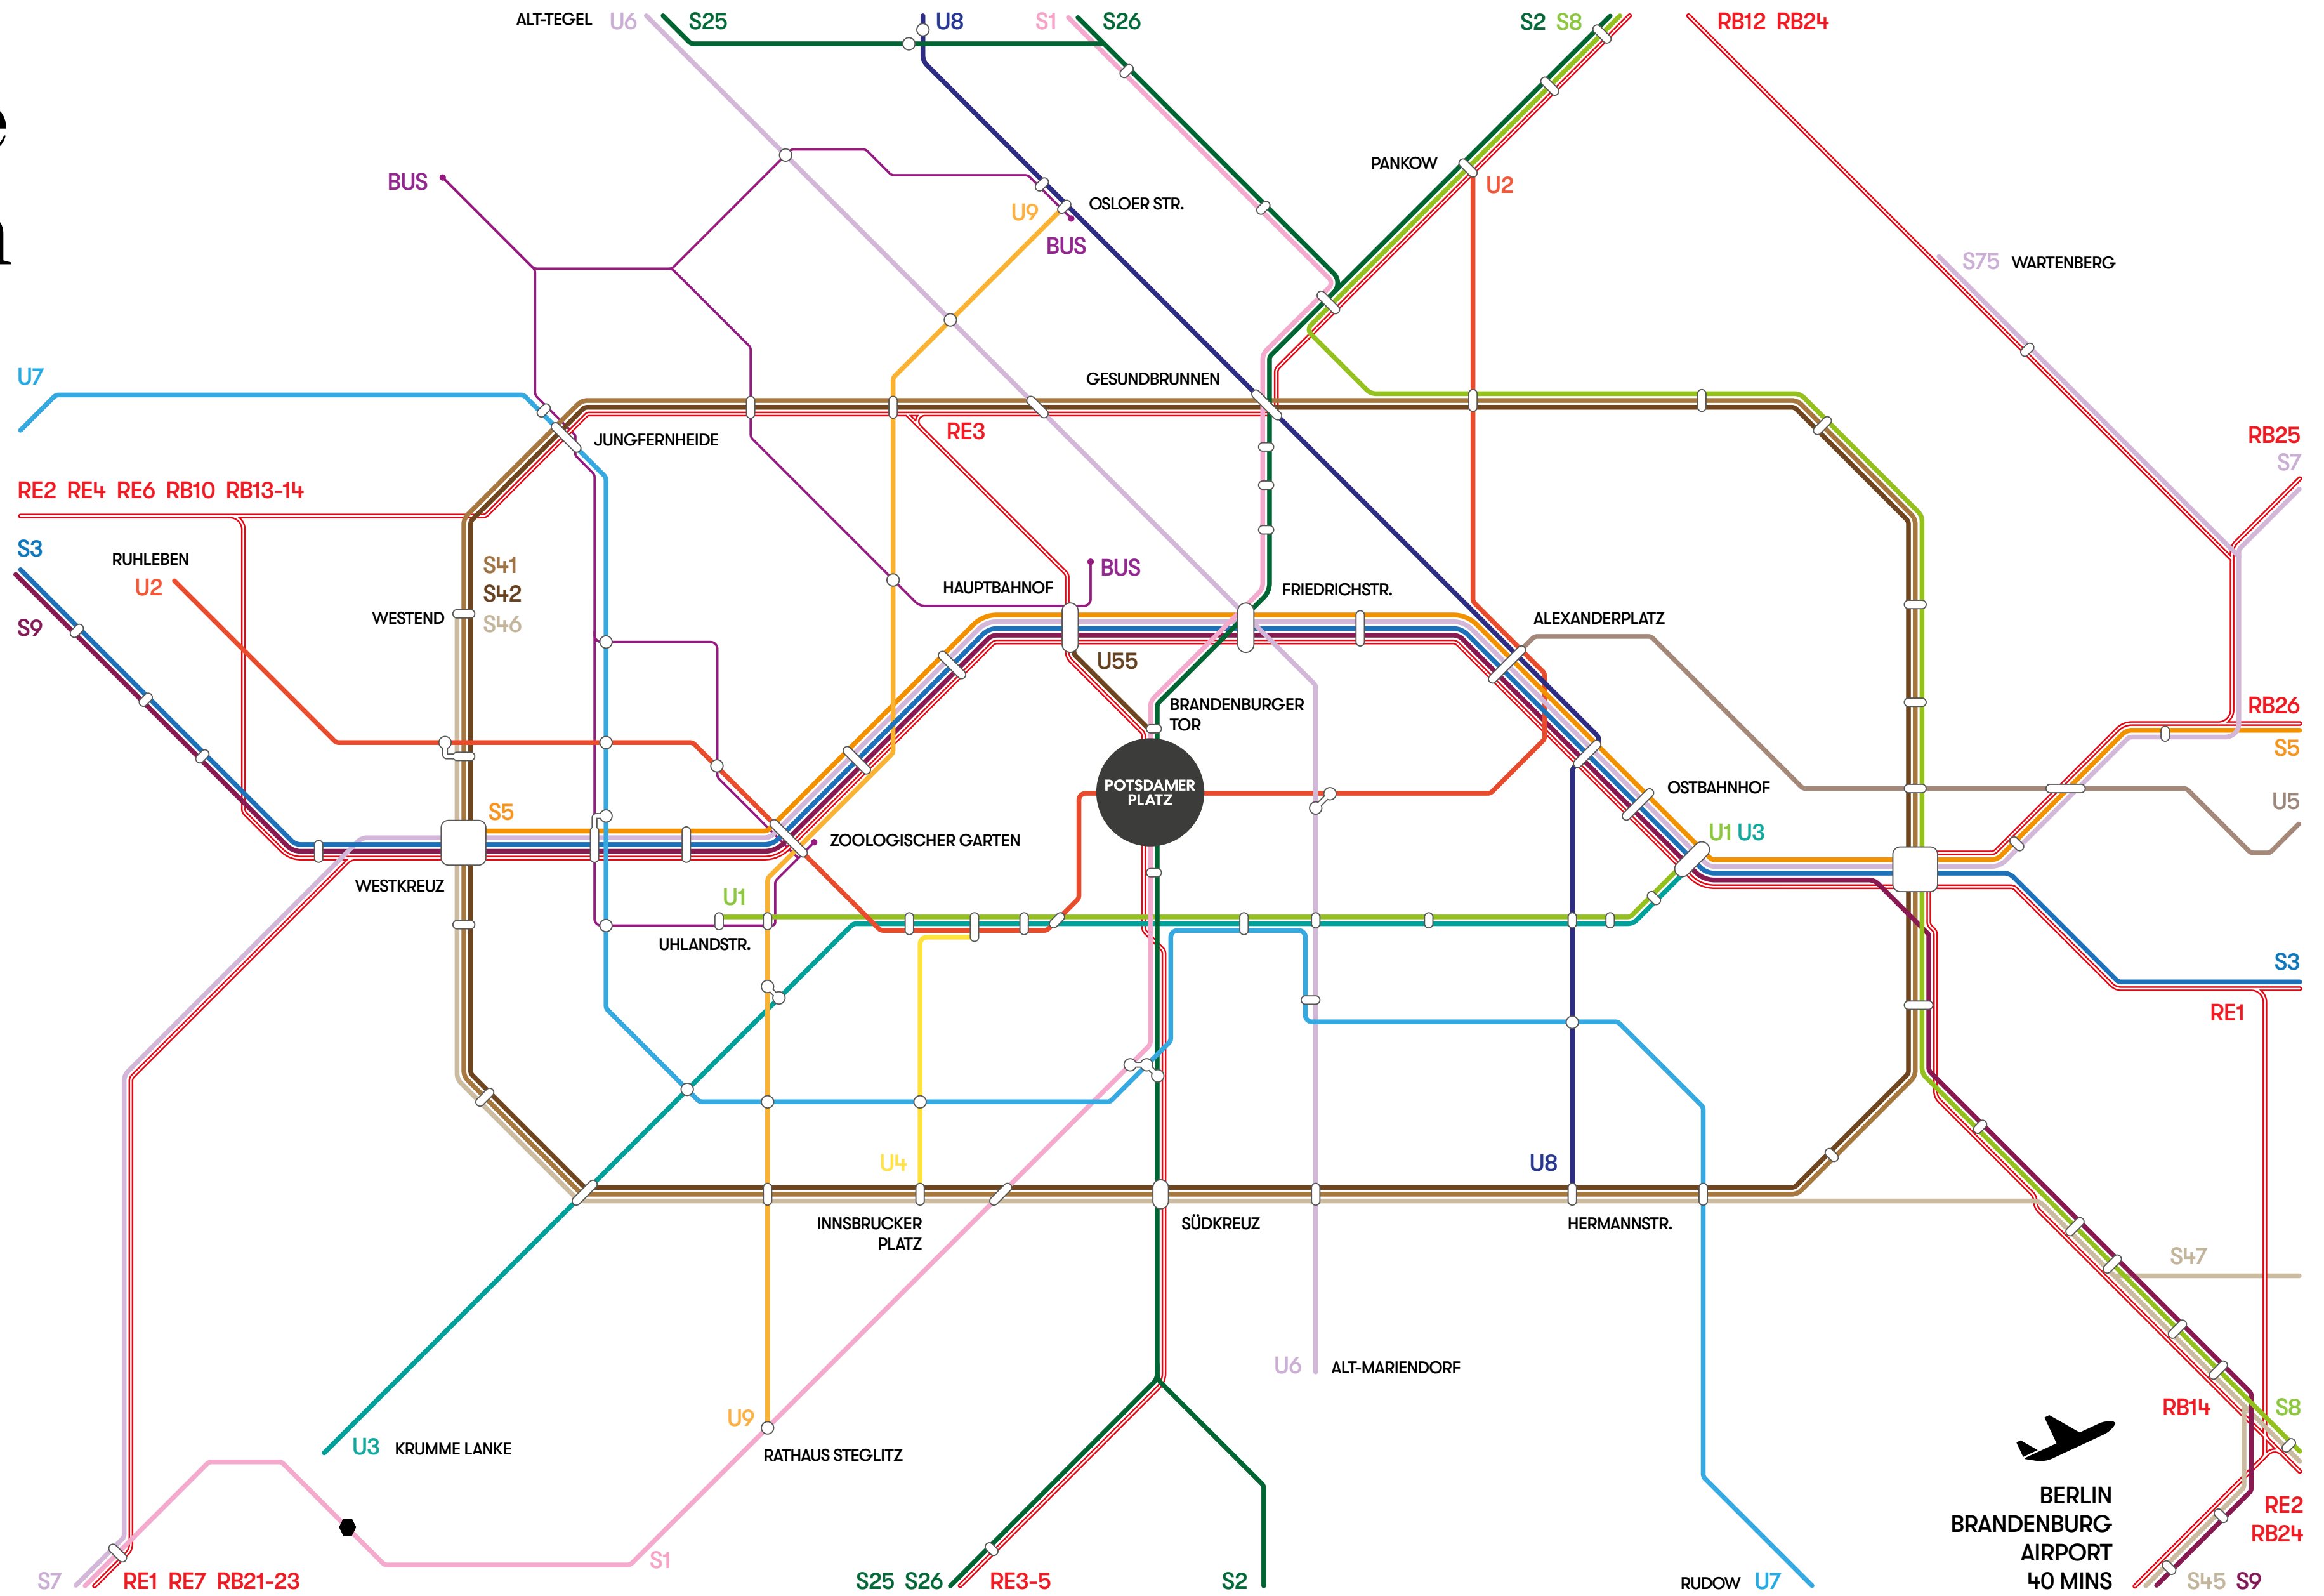 ALT-TEGEL U6 S25 U8 S1 S26 S2 S8 RB12 RB24
e
n
BUS
PANKOW
U2
OSLOER STR.
U9
BUS
S75 WARTENBERG
U7
GESUNDBRUNNEN
JUNGFERNHEIDE
RE3
RB25
S7
RE2 RE4 RE6 RB10 RB13-14
S3
RUHLEBEN
U2
S9
S41
S42
S46
WESTEND
HAUPTBAHNOF
BUS
FRIEDRICHSTR.
ALEXANDERPLATZ
U55
BRANDENBURGER
TOR
RB26
S5
POTSDAMER
PLATZ
OSTBAHNHOF
U5
S5
ZOOLOGISCHER GARTEN
U1 U3
WESTKREUZ
U1
UHLANDSTR.
S3
RE1
U4
U8
INNSBRUCKER
PLATZ
SÜDKREUZ
HERMANNSTR.
S47
U6 ALT-MARIENDORF
U9
RATHAUS STEGLITZ
U3 KRUMME LANKE
RB14
S8
BERLIN
BRANDENBURG
AIRPORT
40 MINS
RE2
RB24
S1
S7 RE1 RE7 RB21-23
S25 S26 RE3-5
S2
RUDOW U7
S45 S9